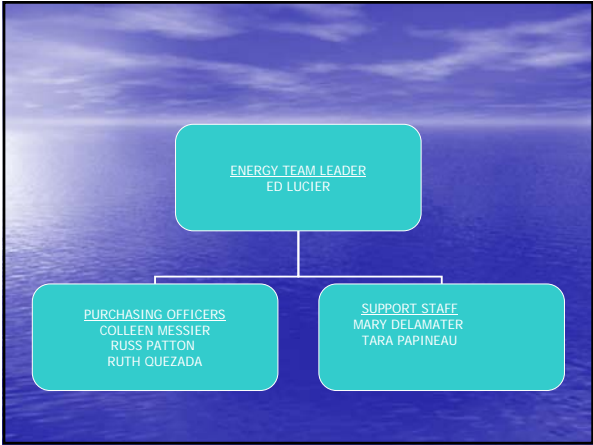 ENERGY TEAM LEADER
ED LUCIER
PURCHASING OFFICERS
COLLEEN MESSIER
RUSS PATTON
RUTH QUEZADA
SUPPORT STAFF
MARY DELAMATER
TARA PAPINEAU